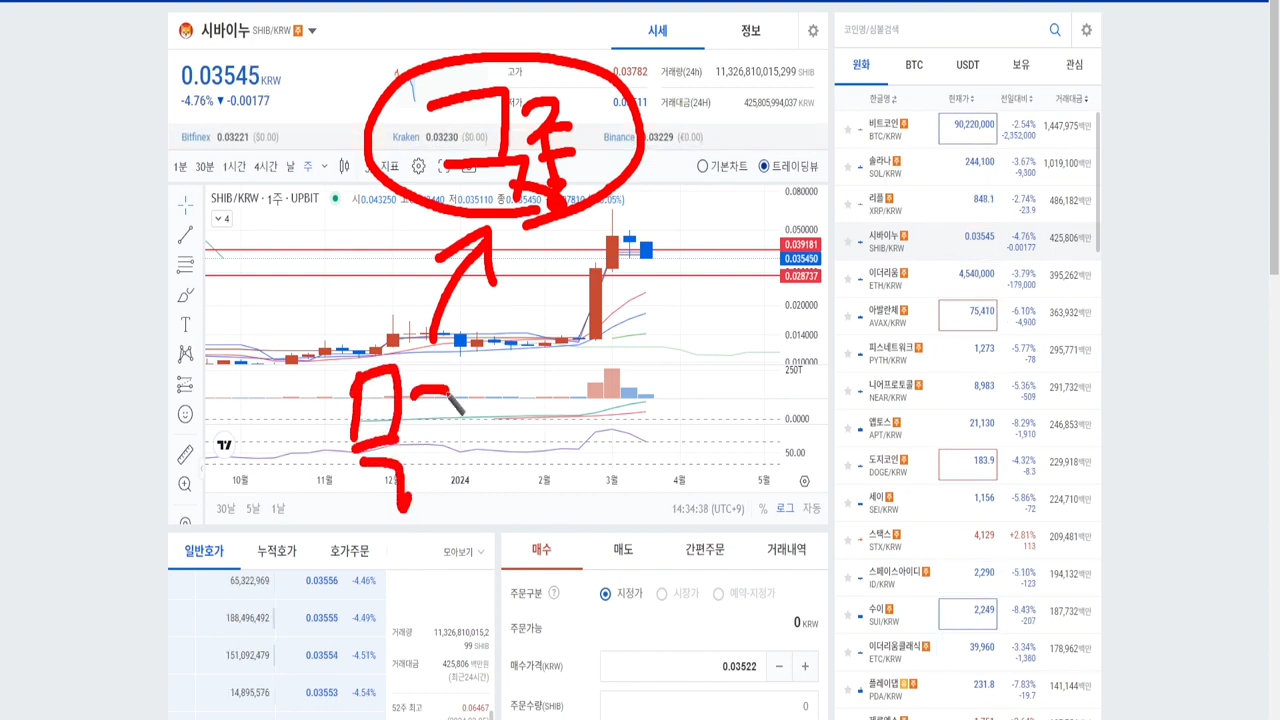 시바이누 SHIB/KRW 주
시세
정보
0.03545 KRW
-4.76% ▼ -0.00177
고가 0.03782
거래량(24h) 11,326,810,015,299 SHIB
거래대금(24H) 425,805,994,037 KRW
Bitfinex 0.03221 ($0.00)
Kraken 0.03230 ($0.00)
Binance 0.03229 (€0.00)
1분 30분 1시간 4시간 날 주
지표
기본차트
트레이딩뷰
SHIB/KRW · 1주 · UPBIT
시0.043250
저0.035110
4
0.080000
0.050000
0.039181
0.035450
0.028737
0.020000
0.014000
0.010000
250T
0.0000
50.00
10월 11월 12 2024 2월 3월 4월 5월
30날 5날 1날
14:34:38 (UTC+9) % 로그 자동
일반호가 누적호가 호가주문 모아보기
65,322,969 0.03556 -4.46%
188,496,492 0.03555 -4.49%
151,092,479 0.03554 -4.51%
14,895,576 0.03553 -4.54%
거래량 11,326,810,015,2
99 SHIB
거래대금 425,806 백만원
(최근24시간)
52주 최고 0.06467
매수 매도 간편주문 거래내역
주문구분 ? 지정가 시장가 예약-지정가
주문가능 0 KRW
매수가격(KRW) 0.03522 − +
주문수량(SHIB) 0
코인명/심볼검색
원화 BTC USDT 보유 관심
한글명 현재가 전일대비 거래대금
비트코인 주 90,220,000 -2.54% 1,447,975백만
BTC/KRW -2,352,000
솔라나 주 244,100 -3.67% 1,019,100백만
SOL/KRW -9,300
리플 주 848.1 -2.74% 486,182백만
XRP/KRW -23.9
시바이누 주 0.03545 -4.76% 425,806백만
SHIB/KRW -0.00177
이더리움 주 4,540,000 -3.79% 395,262백만
ETH/KRW -179,000
아발란체 주 75,410 -6.10% 363,932백만
AVAX/KRW -4,900
피스네트워크 주 1,273 -5.77% 295,771백만
PYTH/KRW -78
니어프로토콜 주 8,983 -5.36% 291,732백만
NEAR/KRW -509
앱토스 주 21,130 -8.29% 246,853백만
APT/KRW -1,910
도지코인 주 183.9 -4.32% 229,918백만
DOGE/KRW -8.3
세이 주 1,156 -5.86% 224,710백만
SEI/KRW -72
스택스 주 4,129 +2.81% 209,481백만
STX/KRW 113
스페이스아이디 주 2,290 -5.10% 194,132백만
ID/KRW -123
수이 주 2,249 -8.43% 187,732백만
SUI/KRW -207
이더리움클래식 주 39,960 -3.34% 178,962백만
ETC/KRW -1,380
플레이댑 주 231.8 -7.83% 141,144백만
PDA/KRW -19.7